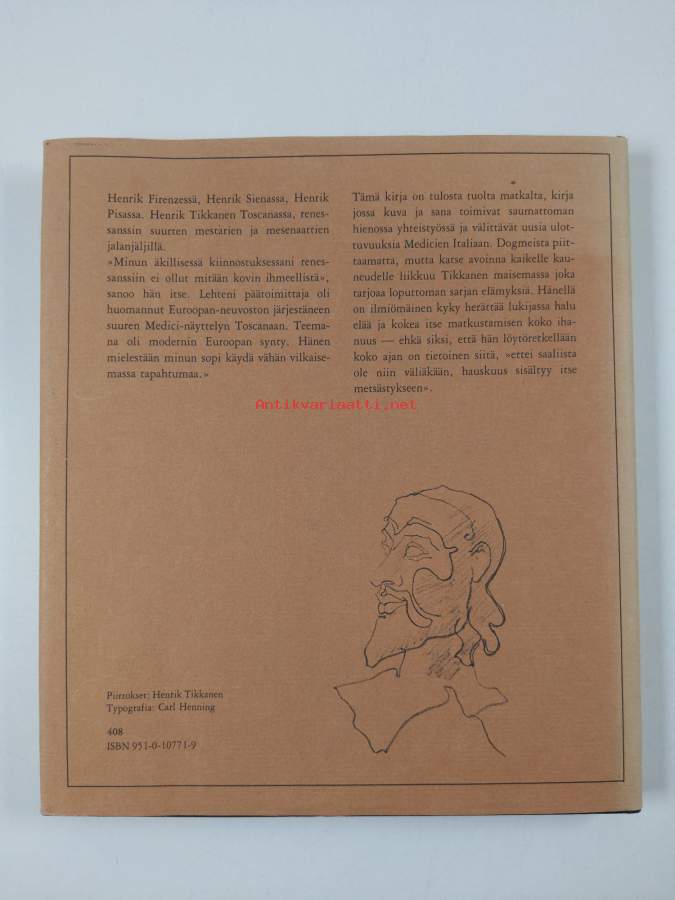 Henrik Firenzessä, Henrik Sienassa, Henrik
Pisassa. Henrik Tikkanen Toscanassa, renes-
sanssin suurten mestarien ja mesenaattien
jalanjäljillä.
»Minun äkillisessä kiinnostuksessani renes-
sanssiin ei ollut mitään kovin ihmeellistä»,
sanoo hän itse. Lehteni päätoimittaja oli
huomannut Euroopan-neuvoston järjestäneen
suuren Medici-näyttelyn Toscanaan. Teema-
na oli modernin Euroopan synty. Hänen
mielestään minun sopi käydä vähän vilkaise-
massa tapahtumaa.»
Tämä kirja on tulosta tuolta matkalta, kirja
jossa kuva ja sana toimivat saumattoman
hienossa yhteistyössä ja välittävät uusia ulot-
tuvuuksia Medicien Italiaan. Dogmeista piit-
taamatta, mutta katse avoinna kaikelle kau-
neudelle liikkuu Tikkanen maisemassa joka
tarjoaa loputtoman sarjan elämyksiä. Hänellä
on ilmiömäinen kyky herättää lukijassa halu
elää ja kokea itse matkustamisen koko iha-
nuus — ehkä siksi, että hän löytöretkellään
koko ajan on tietoinen siitä, »ettei saaliista
ole niin väliäkään, hauskuus sisältyy itse
metsästykseen».
Antikvariaatti.net
Piirrokset: Henrik Tikkanen
Typografia: Carl Henning
408
ISBN 951-0-10771-9